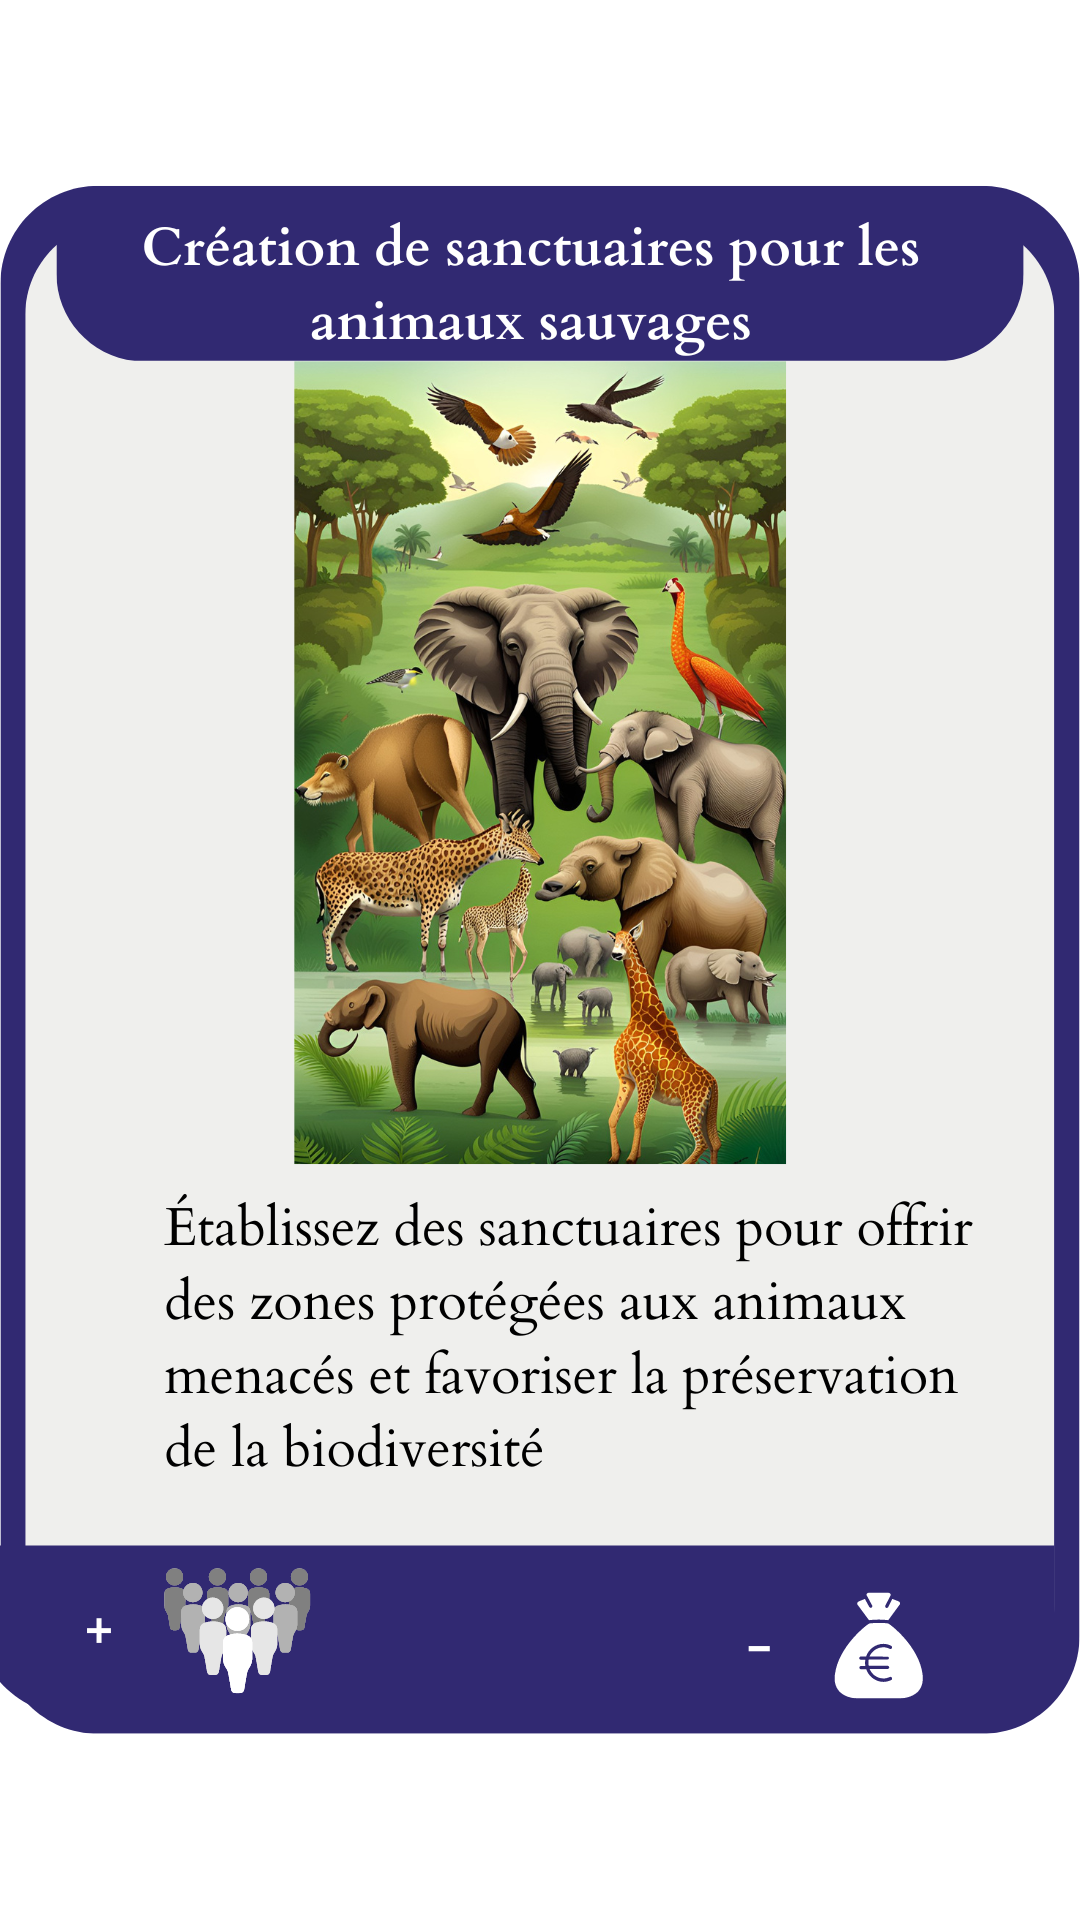 Création de sanctuaires pour les
animaux sauvages
Établissez des sanctuaires pour offrir
des zones protégées aux animaux
menacés et favoriser la préservation
de la biodiversité
+
-
€